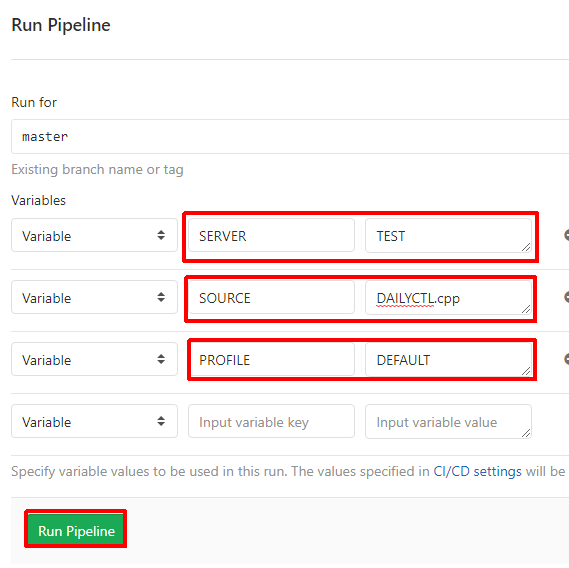 Run Pipeline
Run for
master
Existing branch name or tag
Variables
Variable SERVER TEST
Variable SOURCE DAILYCTL.cpp
Variable PROFILE DEFAULT
Variable Input variable key Input variable value
Specify variable values to be used in this run. The values specified in CI/CD settings will be
Run Pipeline